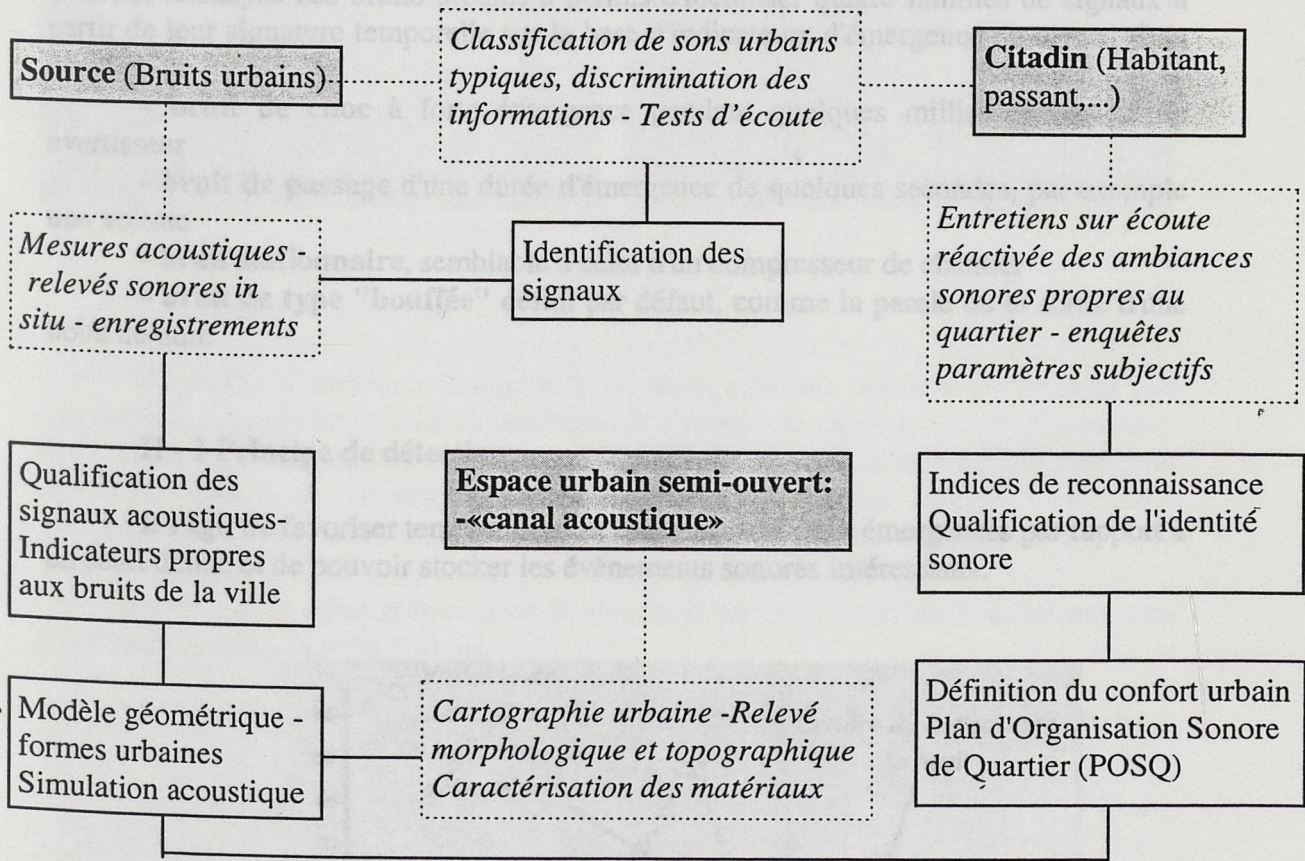 Source (Bruits urbains)
Classification de sons urbains
typiques, discrimination des
informations - Tests d'écoute
Citadin (Habitant,
passant,...)
Mesures acoustiques -
relevés sonores in
situ - enregistrements
Identification des
signaux
Entretiens sur écoute
réactivée des ambiances
sonores propres au
quartier - enquêtes
paramètres subjectifs
Qualification des
signaux acoustiques-
Indicateurs propres
aux bruits de la ville
Espace urbain semi-ouvert:
-«canal acoustique»
Indices de reconnaissance
Qualification de l'identité
sonore
Modèle géométrique -
formes urbaines
Simulation acoustique
Cartographie urbaine -Relevé
morphologique et topographique
Caractérisation des matériaux
Définition du confort urbain
Plan d'Organisation Sonore
de Quartier (POSQ)